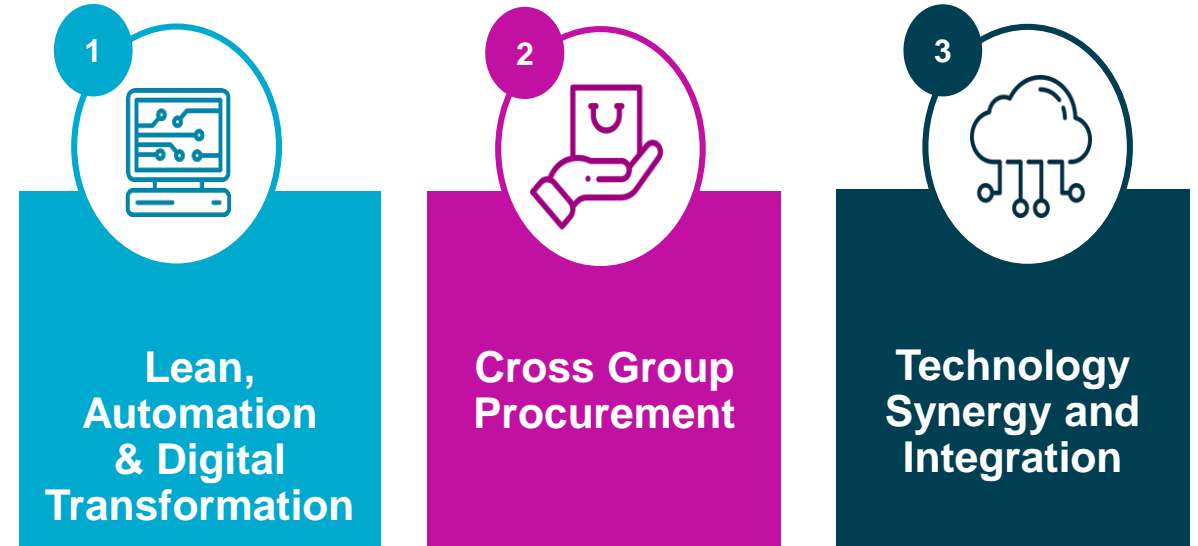 1
Lean,
Automation
& Digital
Transformation
2
Cross Group
Procurement
3
Technology
Synergy and
Integration